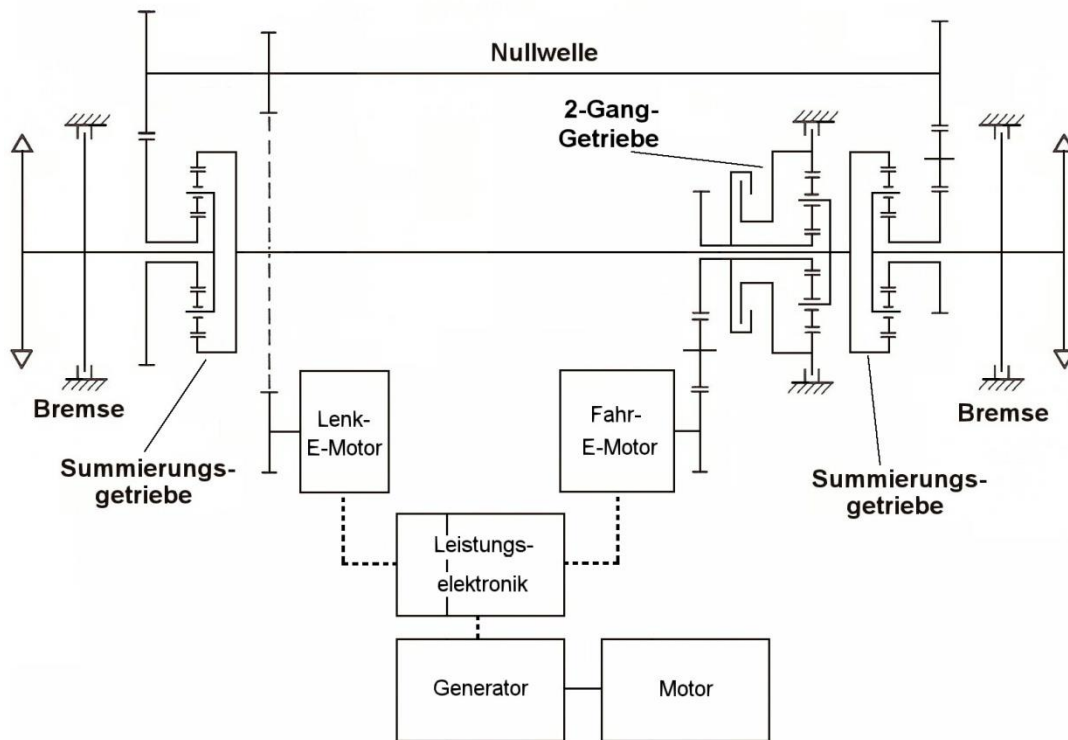 Nullwelle
2-Gang-
Getriebe
Bremse
Summierungs-
getriebe
Lenk-
E-Motor
Fahr-
E-Motor
Bremse
Summierungs-
getriebe
Leistungs-
elektronik
Generator
Motor